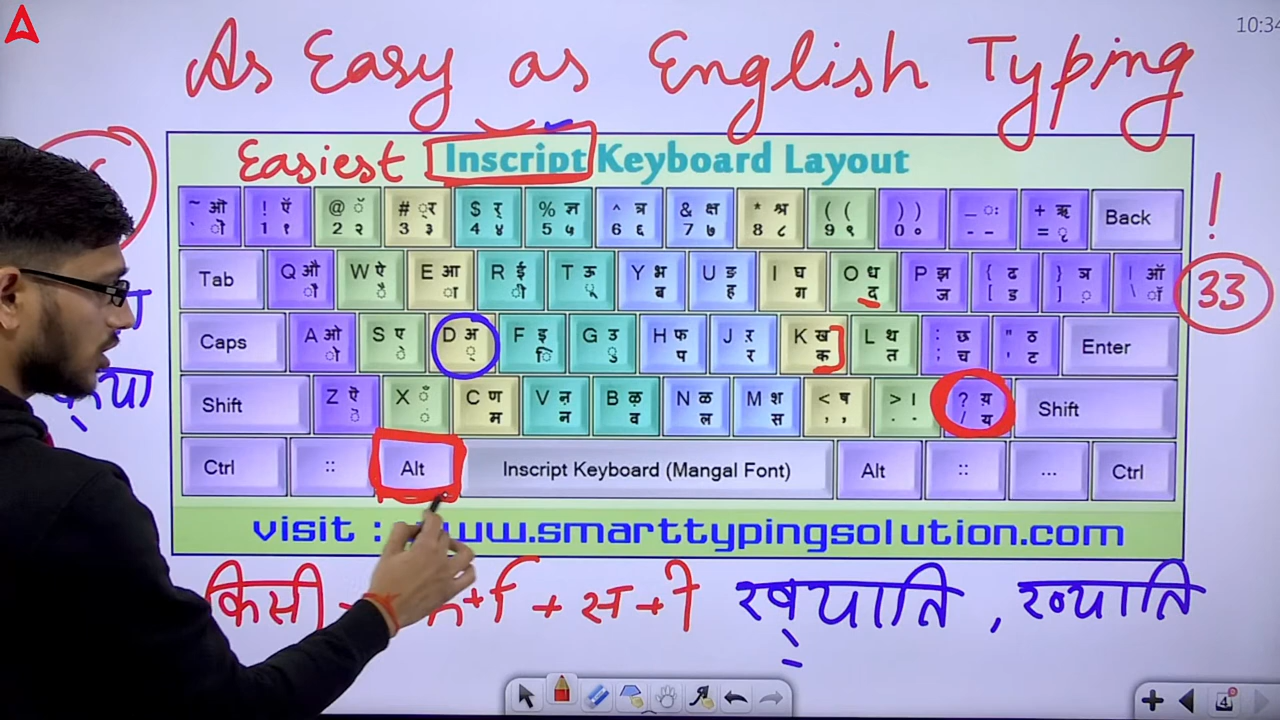 10:34
As Easy as English Typing
Easiest Inscript Keyboard Layout
~ ऒ ` ॊ ! ऍ 1 १ @ ॅ 2 २ # ्र 3 ३ $ र् 4 ४ % ज्ञ 5 ५ ^ त्र 6 ६ & क्ष 7 ७ * श्र 8 ८ ( ( 9 ९ ) ) 0 ० _ ः - - + ऋ = ृ Back
!
Tab Q औ ौ W ऐ ै E आ ा R ई ी T ऊ ू Y भ ब U ङ ह I घ ग O ध द P झ ज { ढ [ ड } ञ ] ़ | ऑ \ ॉ
33
Caps A ओ ो S ए े D अ ् F इ ि G उ ु H फ प J ऱ र K ख क L थ त : छ ; च " ठ ' ट Enter
Shift Z ऎ ॆ X ँ ं C ण म V ऩ न B ऴ व N ळ ल M श स < ष , , > । . . ? य़ / य Shift
क्या
Ctrl :: Alt Inscript Keyboard (Mangal Font) Alt :: ... Ctrl
visit : www.smarttypingsolution.com
किसी + ि + स + ी ख्याति , ख्याति
4